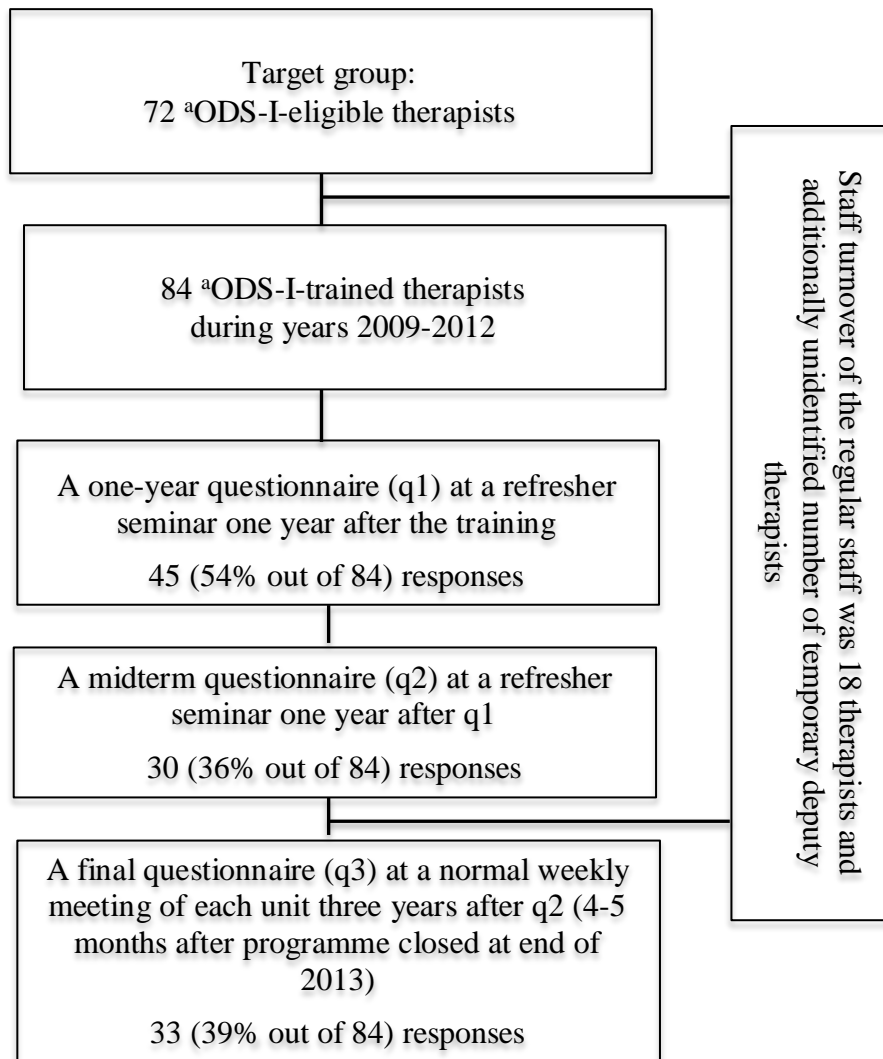 Target group:
72 ᵃODS-I-eligible therapists
84 ᵃODS-I-trained therapists
during years 2009-2012
A one-year questionnaire (q1) at a refresher
seminar one year after the training
45 (54% out of 84) responses
A midterm questionnaire (q2) at a refresher
seminar one year after q1
30 (36% out of 84) responses
A final questionnaire (q3) at a normal weekly
meeting of each unit three years after q2 (4-5
months after programme closed at end of
2013)
33 (39% out of 84) responses
Staff turnover of the regular staff was 18 therapists and
additionally unidentified number of temporary deputy
therapists